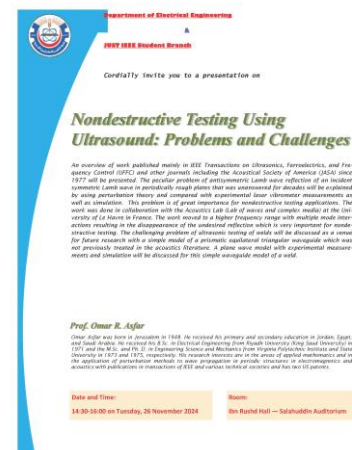 Department of Electrical Engineering
&
JUST IEEE Student Branch
Cordially invite you to a presentation on
Nondestructive Testing Using
Ultrasound: Problems and Challenges
An overview of work published mainly in IEEE Transactions on Ultrasonics, Ferroelectrics, and Fre-
quency Control (UFFC) and other journals including the Acoustical Society of America (JASA) since
1977 will be presented. The peculiar problem of antisymmetric Lamb wave reflection of an incident
symmetric Lamb wave in periodically rough plates that was unanswered for decades will be explained
by using perturbation theory and compared with experimental laser vibrometer measurements as
well as simulation. This problem is of great importance for nondestructive testing applications. The
work was done in collaboration with the Acoustics Lab (Lab of waves and complex media) at the Uni-
versity of Le Havre in France. The work moved to a higher frequency range with multiple mode inter-
actions resulting in the disappearance of the undesired reflection which is very important for nonde-
structive testing. The challenging problem of ultrasonic testing of welds will be discussed as a venue
for future research with a simple model of a prismatic equilateral triangular waveguide which was
not previously treated in the acoustics literature. A plane wave model with experimental measure-
ments and simulation will be discussed for this simple waveguide model of a weld.
Prof. Omar R. Asfar
Omar Asfar was born in Jerusalem in 1949. He received his primary and secondary education in Jordan, Egypt,
and Saudi Arabia. He received his B.Sc. in Electrical Engineering from Riyadh University (King Saud University) in
1971 and the M.Sc. and Ph. D. in Engineering Science and Mechanics from Virginia Polytechnic Institute and State
University in 1973 and 1975, respectively. His research interests are in the areas of applied mathematics and in
the application of perturbation methods to wave propagation in periodic structures in electromagnetics and
acoustics with publications in transactions of IEEE and various technical societies and has two US patents.
Date and Time:
14:30-16:00 on Tuesday, 26 November 2024
Room:
Ibn Rushd Hall — Salahuddin Auditorium